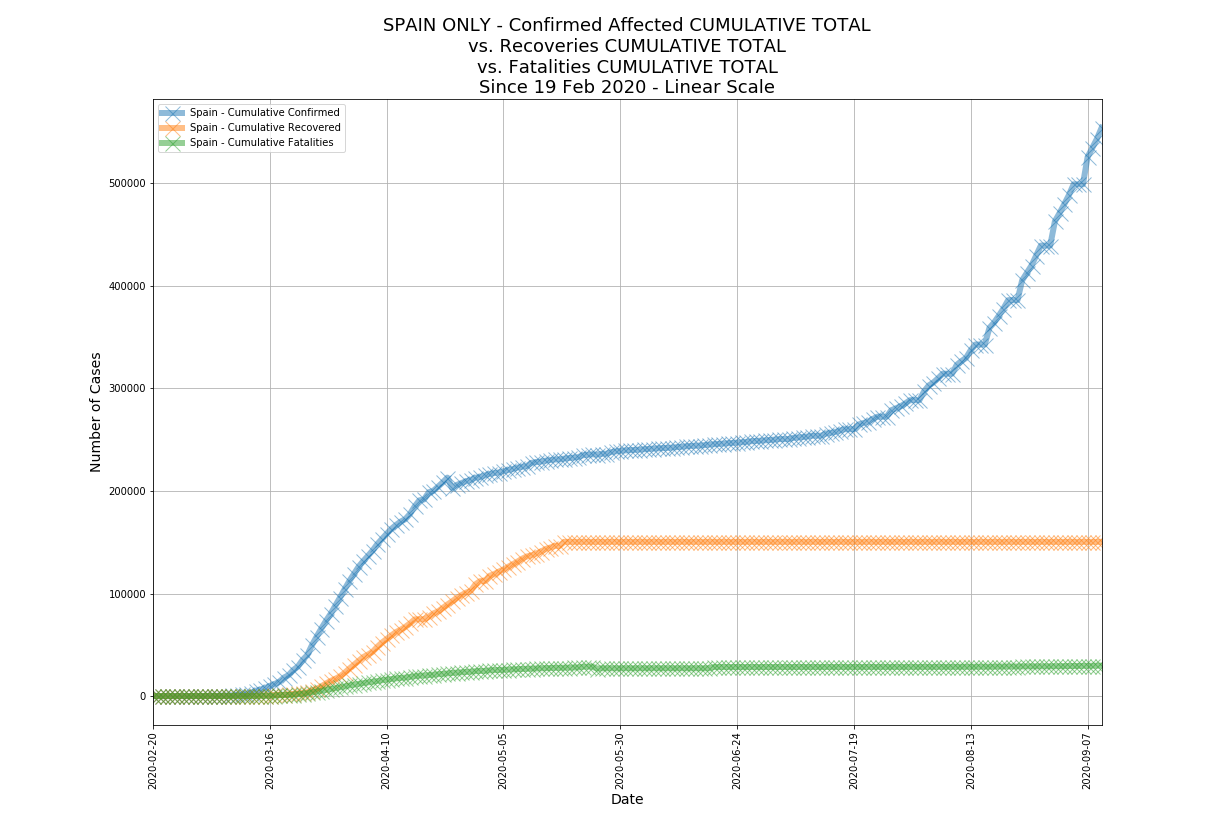 SPAIN ONLY - Confirmed Affected CUMULATIVE TOTAL
vs. Recoveries CUMULATIVE TOTAL
vs. Fatalities CUMULATIVE TOTAL
Since 19 Feb 2020 - Linear Scale
Spain - Cumulative Confirmed
Spain - Cumulative Recovered
Spain - Cumulative Fatalities
Number of Cases
500000
400000
300000
200000
100000
0
2020-02-20
2020-03-16
2020-04-10
2020-05-05
2020-05-30
2020-06-24
2020-07-19
2020-08-13
2020-09-07
Date